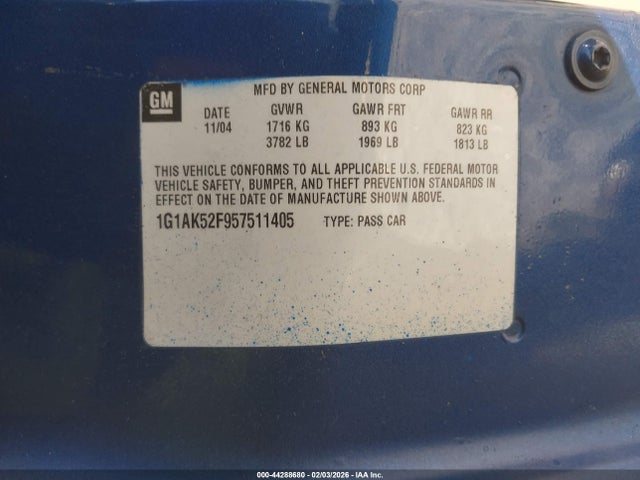 MFD BY GENERAL MOTORS CORP
GM DATE GVWR GAWR FRT GAWR RR
11/04 1716 KG 893 KG 823 KG
3782 LB 1969 LB 1813 LB
THIS VEHICLE CONFORMS TO ALL APPLICABLE U.S. FEDERAL MOTOR
VEHICLE SAFETY, BUMPER, AND THEFT PREVENTION STANDARDS IN
EFFECT ON THE DATE OF MANUFACTURE SHOWN ABOVE.
1G1AK52F957511405 TYPE: PASS CAR
000-44288680 - 02/03/2026 - IAA Inc.